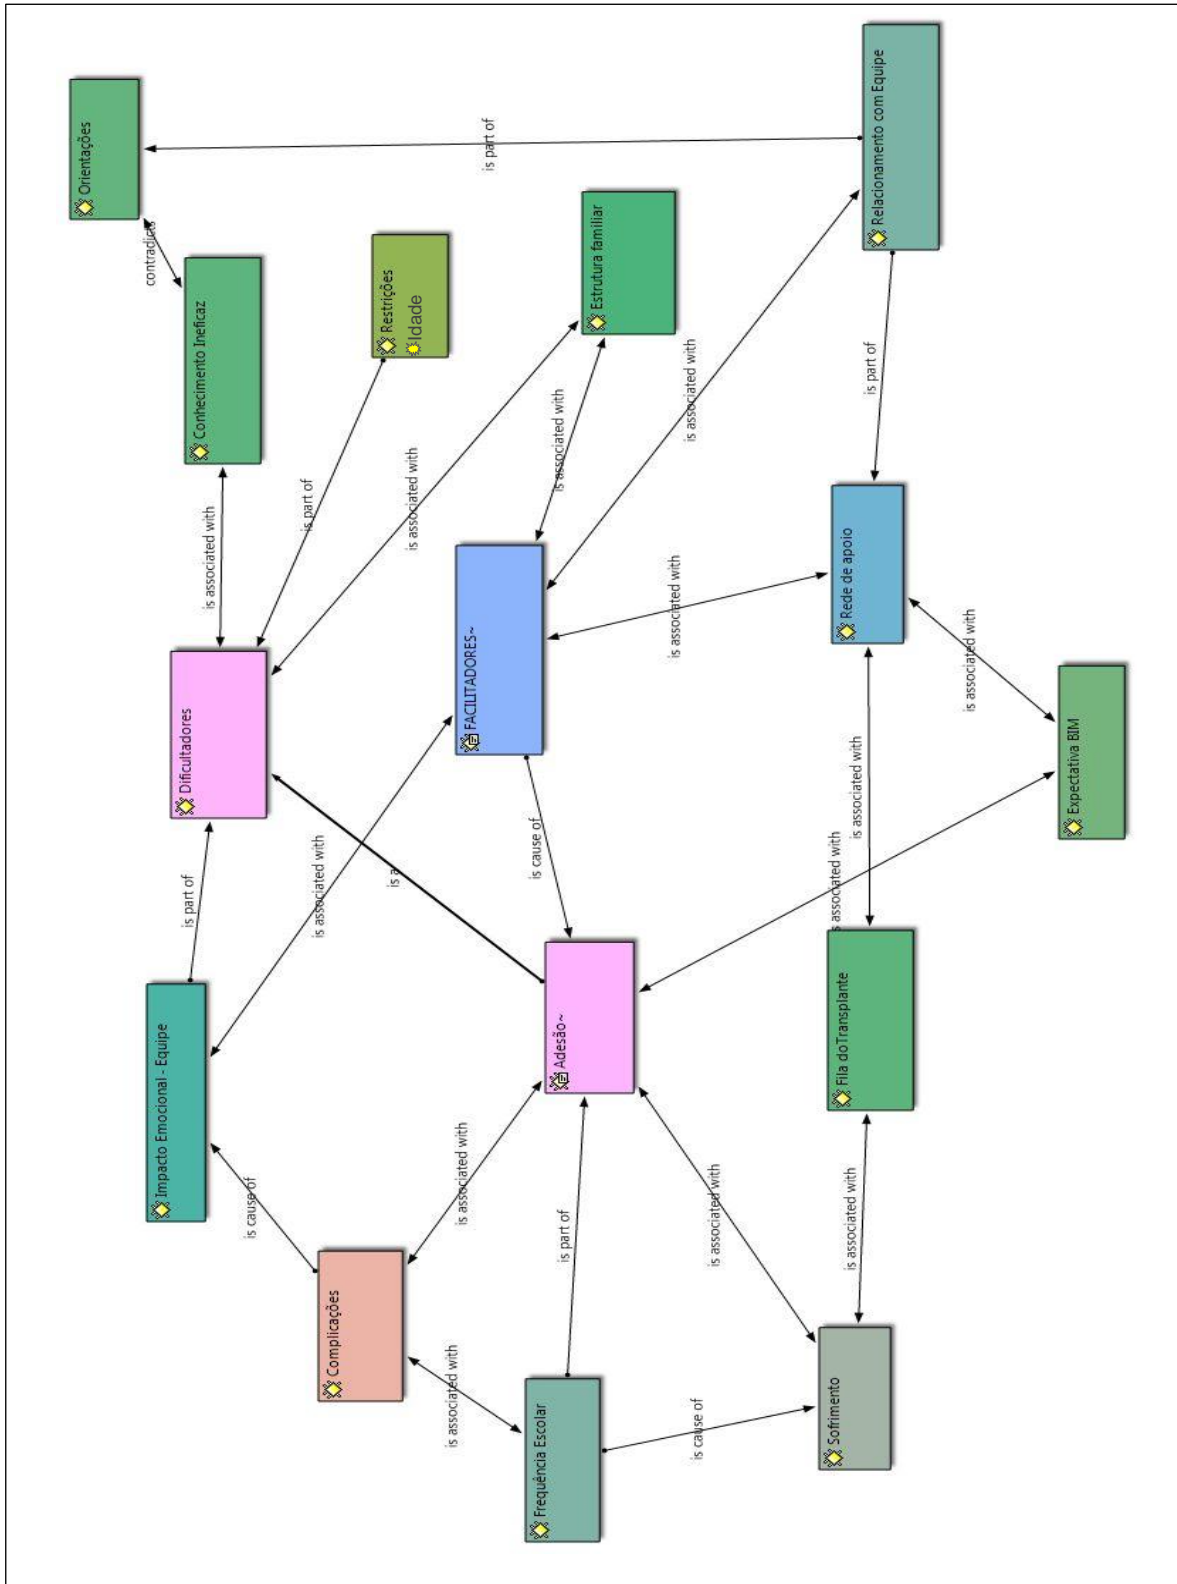 Orientações
contradicts
Impacto Emocional - Equipe
is part of
Dificultadores
Conhecimento Ineficaz
is associated with
is cause of
is part of
is associated with
Complicações
Restrições
Idade
is a
is part of
is associated with
is associated with
is associated with
FACILITADORES~
is cause of
Frequência Escolar
Adesão~
is associated with
is part of
Estrutura familiar
is associated with
is associated with
is cause of
is associated with
Sofrimento
is associated with
Fila doTransplante
Rede de apoio
is associated with
is associated with
is part of
Relacionamento com Equipe
is associated with
Expectativa BIM